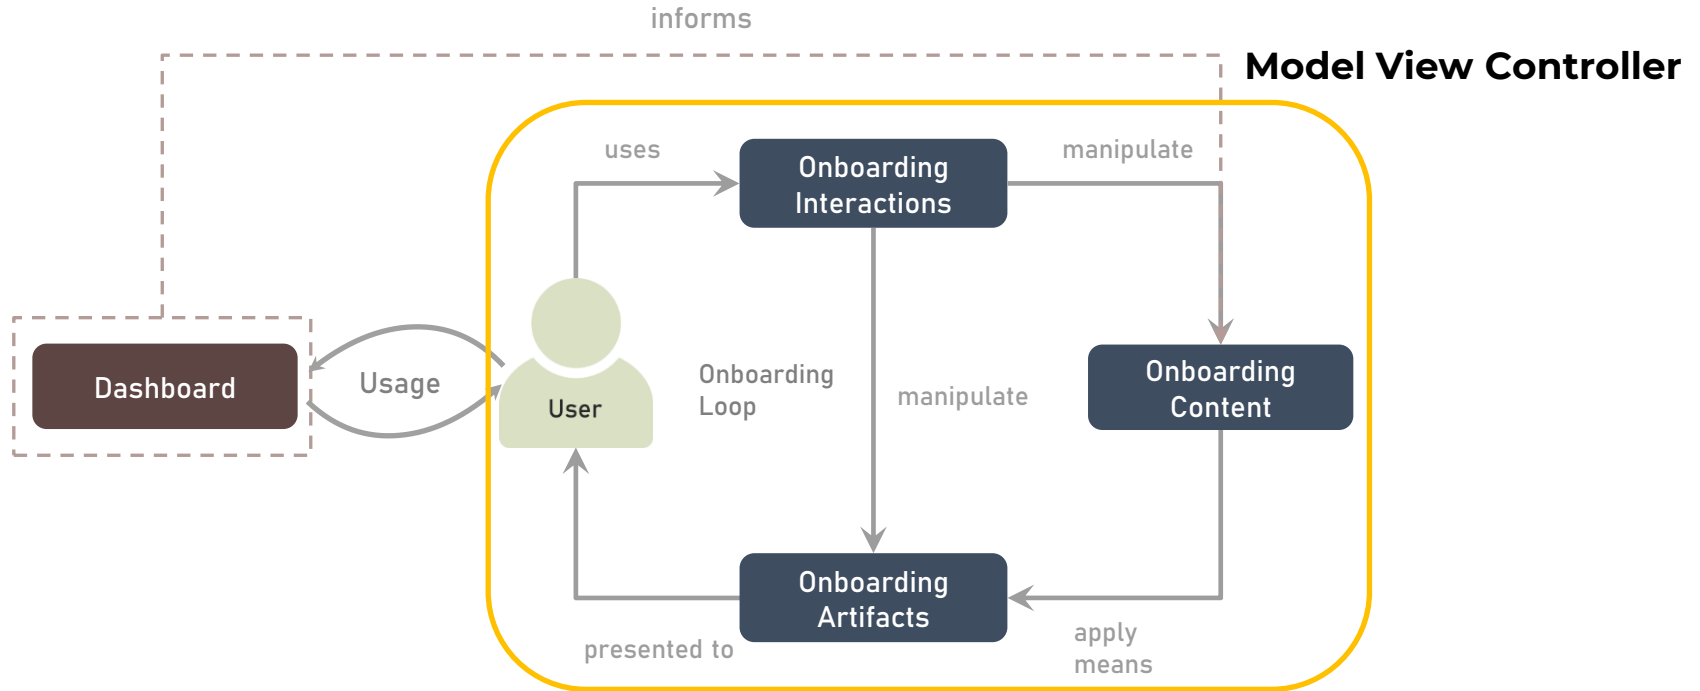 informs
Model View Controller
uses
Onboarding
Interactions
manipulate
Dashboard
Usage
User
Onboarding
Loop
manipulate
Onboarding
Content
Onboarding
Artifacts
presented to
apply
means